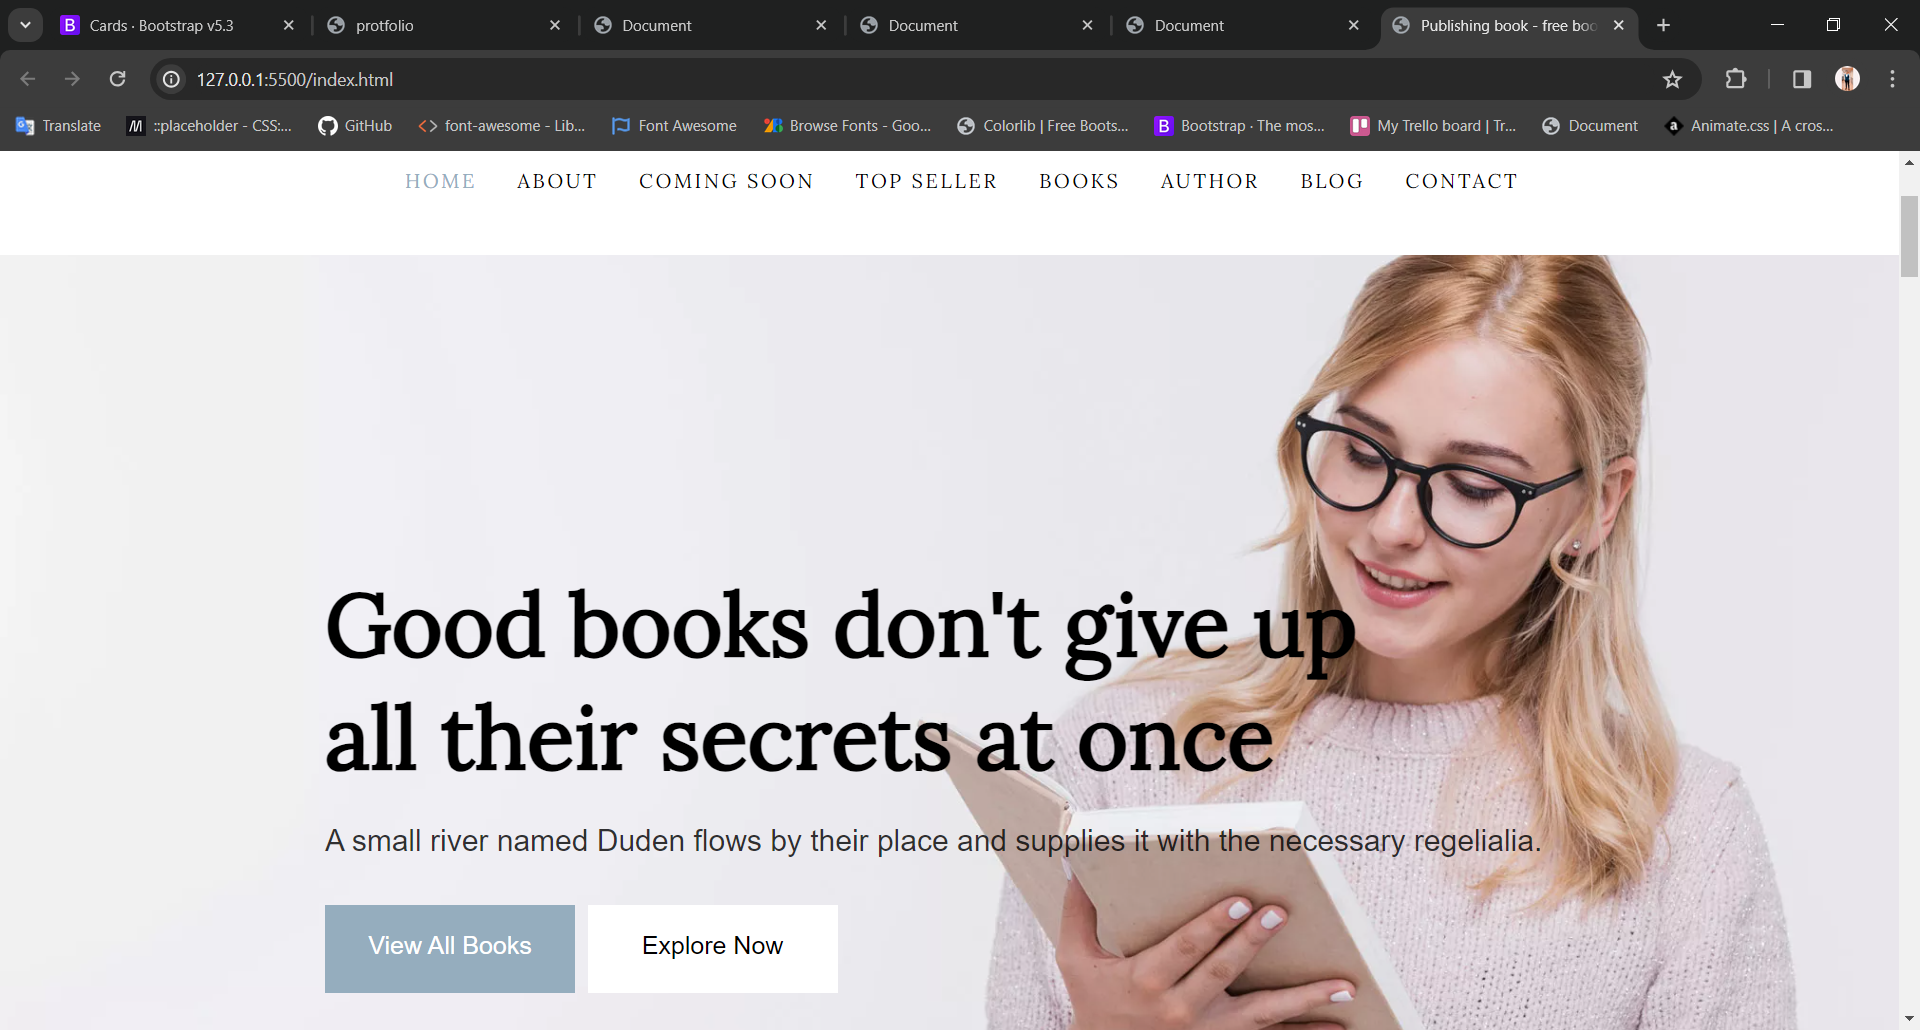 Cards · Bootstrap v5.3
protfolio
Document
Document
Document
Publishing book - free boo
127.0.0.1:5500/index.html
Translate
::placeholder - CSS:...
GitHub
font-awesome - Lib...
Font Awesome
Browse Fonts - Goo...
Colorlib | Free Boots...
Bootstrap · The mos...
My Trello board | Tr...
Document
Animate.css | A cros...
HOME ABOUT COMING SOON TOP SELLER BOOKS AUTHOR BLOG CONTACT
Good books don't give up
all their secrets at once
A small river named Duden flows by their place and supplies it with the necessary regelialia.
View All Books
Explore Now